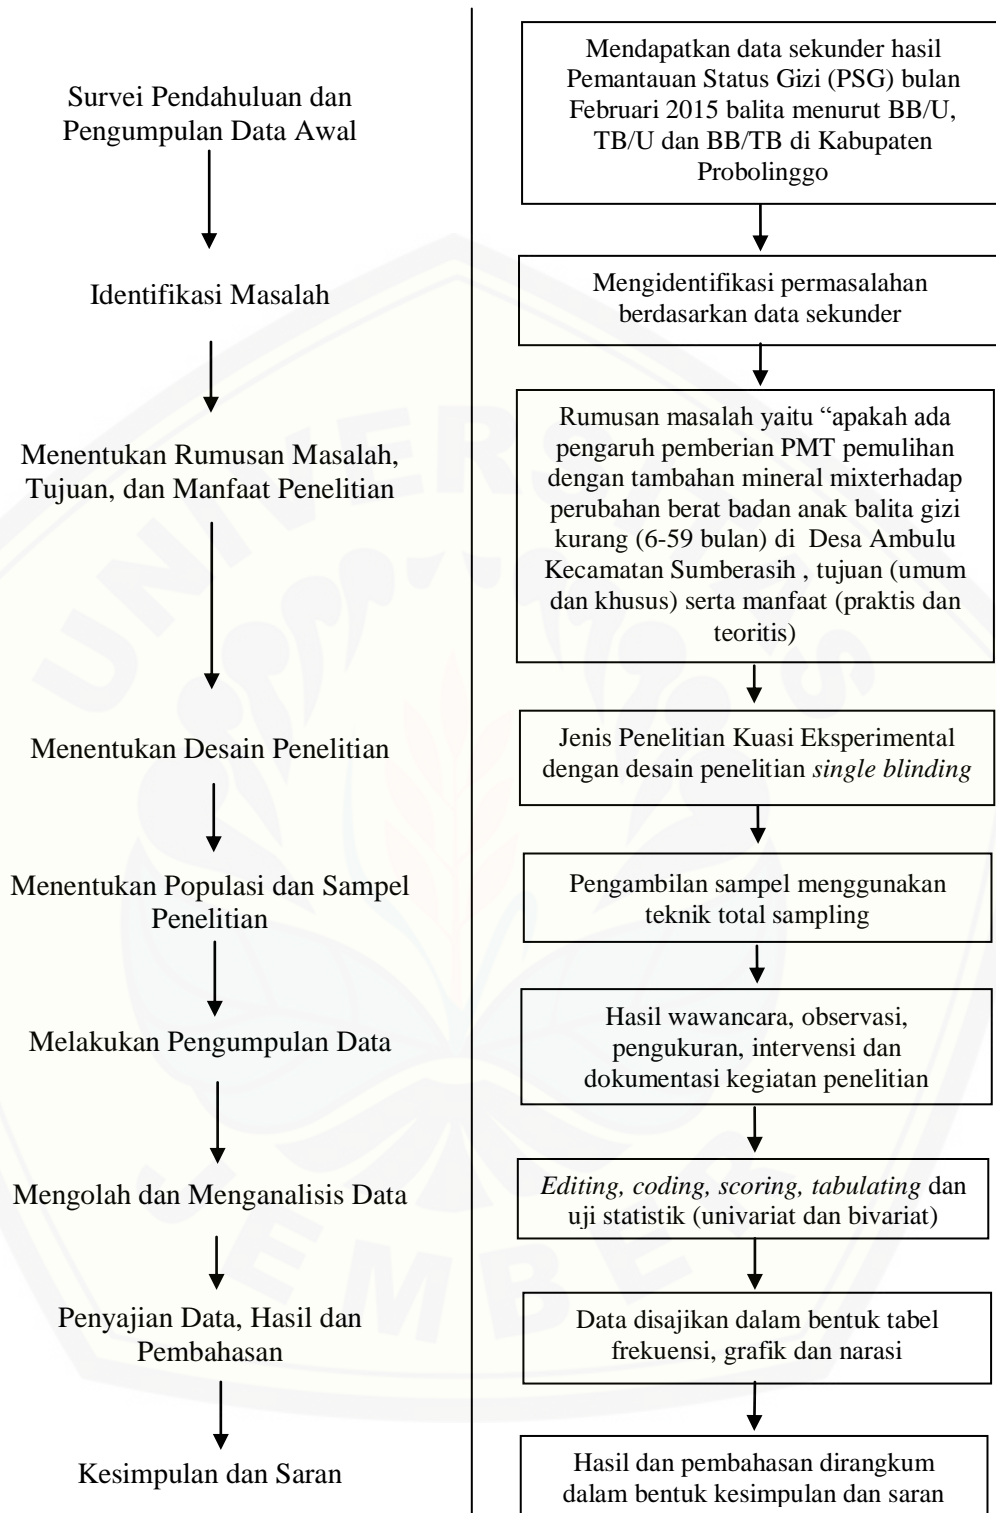 Survei Pendahuluan dan
Pengumpulan Data Awal
Mendapatkan data sekunder hasil
Pemantauan Status Gizi (PSG) bulan
Februari 2015 balita menurut BB/U,
TB/U dan BB/TB di Kabupaten
Probolinggo
Identifikasi Masalah
Mengidentifikasi permasalahan
berdasarkan data sekunder
Menentukan Rumusan Masalah,
Tujuan, dan Manfaat Penelitian
Rumusan masalah yaitu “apakah ada
pengaruh pemberian PMT pemulihan
dengan tambahan mineral mixterhadap
perubahan berat badan anak balita gizi
kurang (6-59 bulan) di  Desa Ambulu
Kecamatan Sumberasih , tujuan (umum
dan khusus) serta manfaat (praktis dan
teoritis)
Menentukan Desain Penelitian
Jenis Penelitian Kuasi Eksperimental
dengan desain penelitian single blinding
Menentukan Populasi dan Sampel
Penelitian
Pengambilan sampel menggunakan
teknik total sampling
Melakukan Pengumpulan Data
Hasil wawancara, observasi,
pengukuran, intervensi dan
dokumentasi kegiatan penelitian
Mengolah dan Menganalisis Data
Editing, coding, scoring, tabulating dan
uji statistik (univariat dan bivariat)
Penyajian Data, Hasil dan
Pembahasan
Data disajikan dalam bentuk tabel
frekuensi, grafik dan narasi
Kesimpulan dan Saran
Hasil dan pembahasan dirangkum
dalam bentuk kesimpulan dan saran
UNIVERSITAS
JEMBER